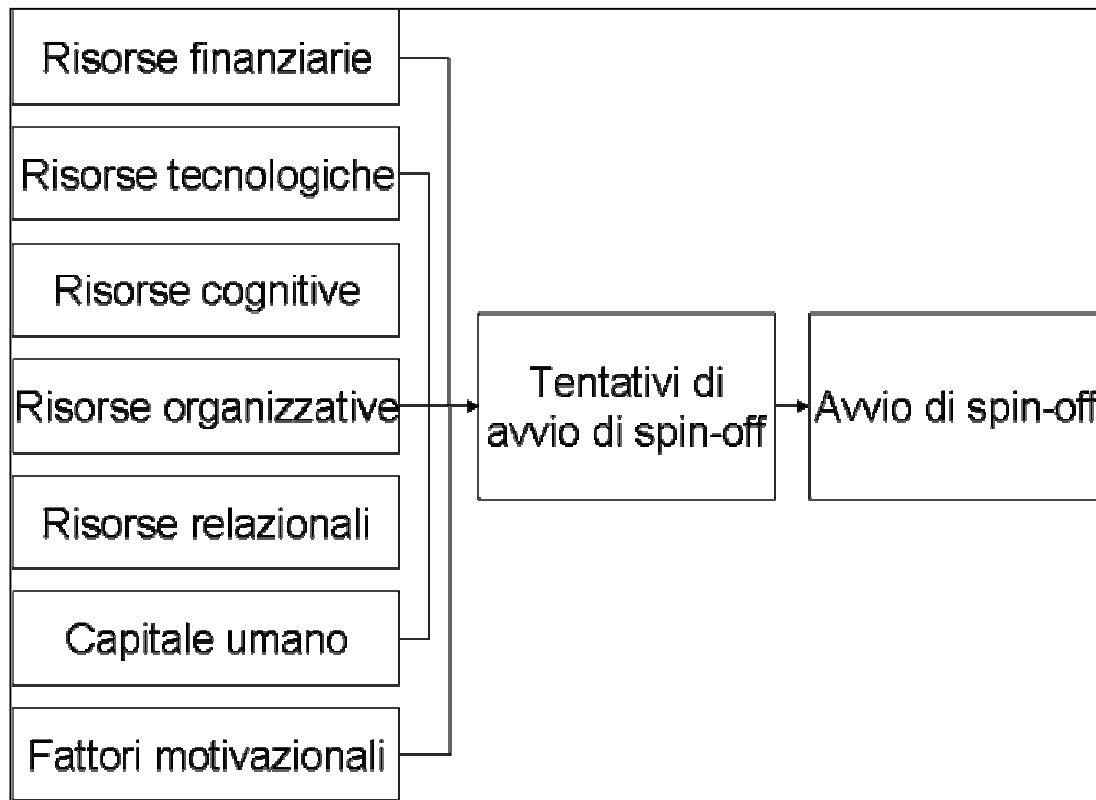 Risorse finanziarie
Risorse tecnologiche
Risorse cognitive
Risorse organizzative
Risorse relazionali
Capitale umano
Fattori motivazionali
Tentativi di
avvio di spin-off
Avvio di spin-off